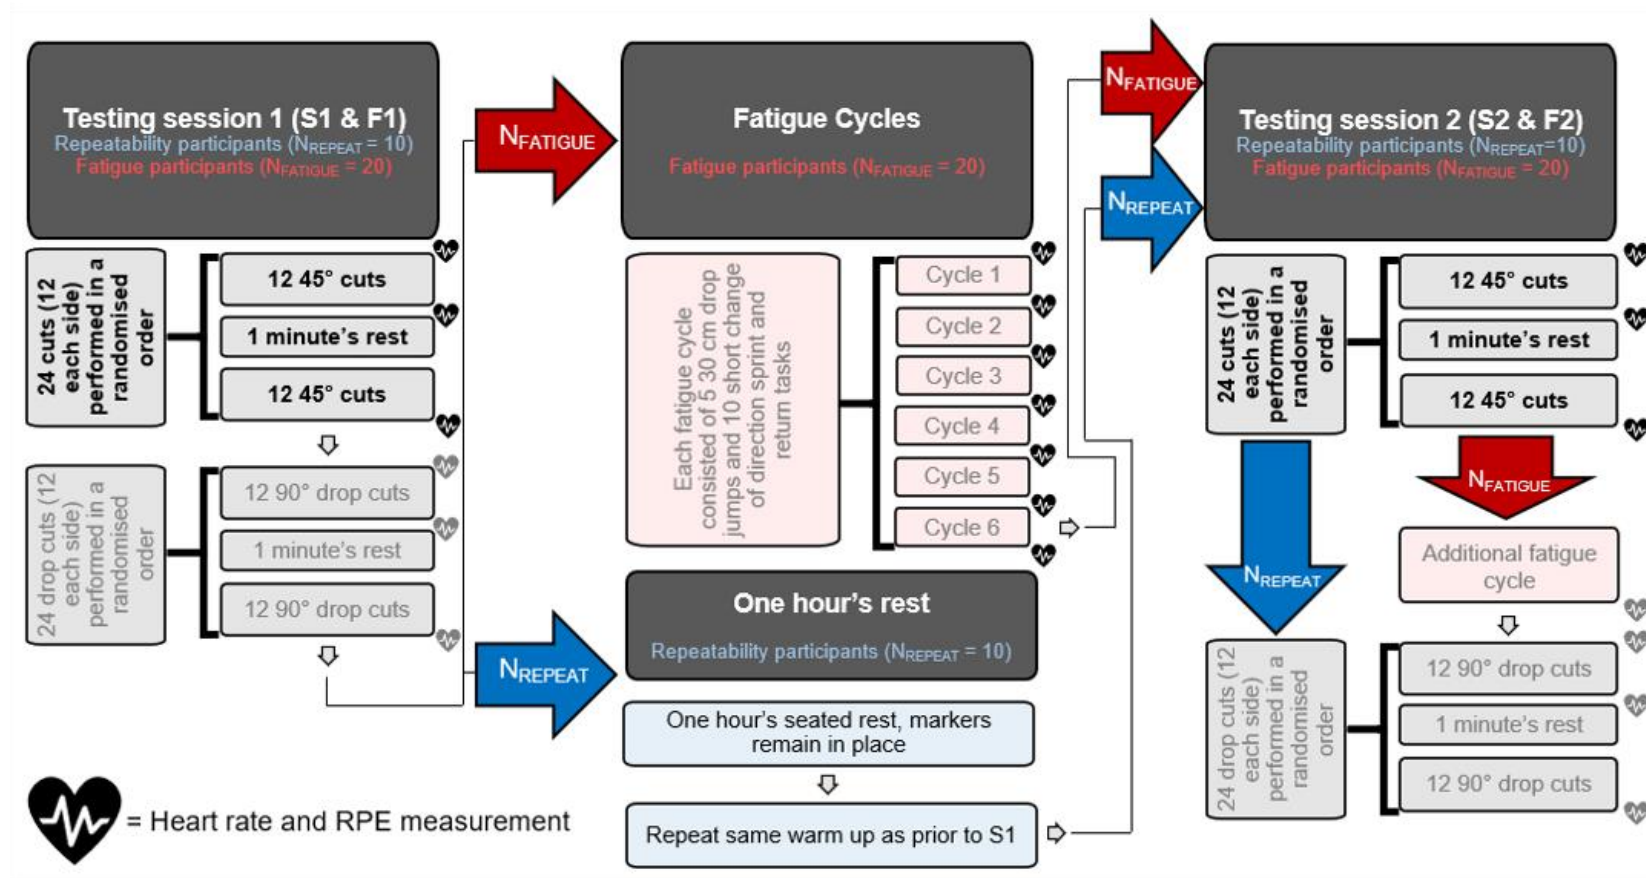 Testing session 1 (S1 & F1)
Repeatability participants (NREPEAT = 10)
Fatigue participants (NFATIGUE = 20)
24 cuts (12
each side)
performed in a
randomised
order
12 45° cuts
1 minute's rest
12 45° cuts
24 drop cuts (12
each side)
performed in a
randomised
order
12 90° drop cuts
1 minute's rest
12 90° drop cuts
= Heart rate and RPE measurement
NFATIGUE
NREPEAT
Fatigue Cycles
Fatigue participants (NFATIGUE = 20)
Each fatigue cycle
consisted of 5 30 cm drop
jumps and 10 short change
of direction sprint and
return tasks
Cycle 1
Cycle 2
Cycle 3
Cycle 4
Cycle 5
Cycle 6
One hour's rest
Repeatability participants (NREPEAT = 10)
One hour's seated rest, markers
remain in place
Repeat same warm up as prior to S1
NFATIGUE
NREPEAT
Testing session 2 (S2 & F2)
Repeatability participants (NREPEAT=10)
Fatigue participants (NFATIGUE = 20)
24 cuts (12
each side)
performed in a
randomised
order
12 45° cuts
1 minute's rest
12 45° cuts
NREPEAT
NFATIGUE
Additional fatigue
cycle
24 drop cuts (12
each side)
performed in a
randomised
order
12 90° drop cuts
1 minute's rest
12 90° drop cuts